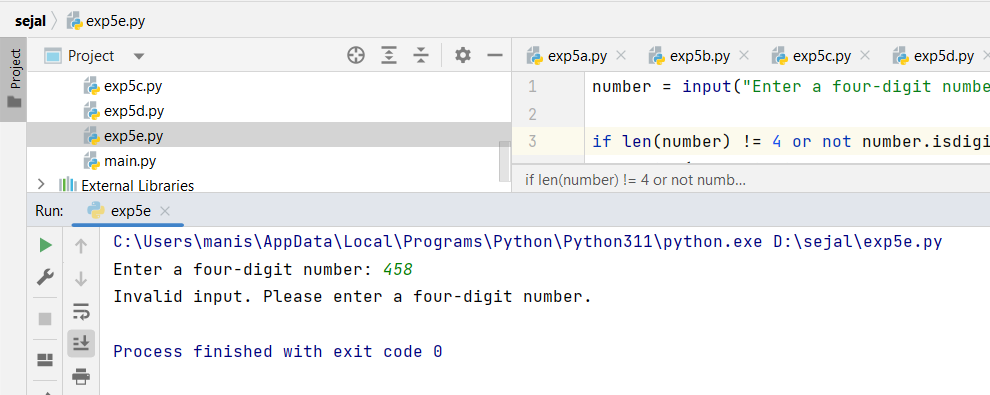 sejal exp5e.py
Project
Project
exp5c.py
exp5d.py
exp5e.py
main.py
External Libraries
exp5a.py exp5b.py exp5c.py exp5d.py
1 number = input("Enter a four-digit numbe
2
3 if len(number) != 4 or not number.isdigi
if len(number) != 4 or not numb...
Run: exp5e
C:\Users\manis\AppData\Local\Programs\Python\Python311\python.exe D:\sejal\exp5e.py
Enter a four-digit number: 458
Invalid input. Please enter a four-digit number.
Process finished with exit code 0